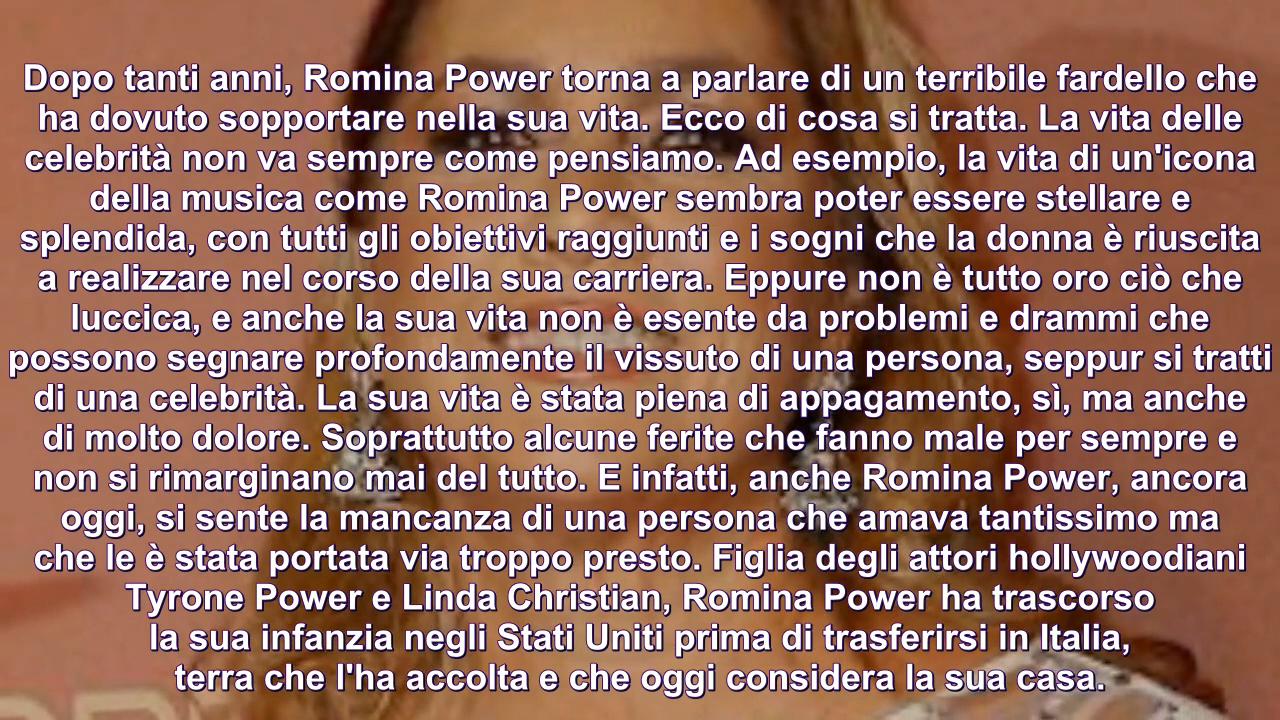 Dopo tanti anni, Romina Power torna a parlare di un terribile fardello che
ha dovuto sopportare nella sua vita. Ecco di cosa si tratta. La vita delle
celebrità non va sempre come pensiamo. Ad esempio, la vita di un'icona
della musica come Romina Power sembra poter essere stellare e
splendida, con tutti gli obiettivi raggiunti e i sogni che la donna è riuscita
a realizzare nel corso della sua carriera. Eppure non è tutto oro ciò che
luccica, e anche la sua vita non è esente da problemi e drammi che
possono segnare profondamente il vissuto di una persona, seppur si tratti
di una celebrità. La sua vita è stata piena di appagamento, sì, ma anche
di molto dolore. Soprattutto alcune ferite che fanno male per sempre e
non si rimarginano mai del tutto. E infatti, anche Romina Power, ancora
oggi, si sente la mancanza di una persona che amava tantissimo ma
che le è stata portata via troppo presto. Figlia degli attori hollywoodiani
Tyrone Power e Linda Christian, Romina Power ha trascorso
la sua infanzia negli Stati Uniti prima di trasferirsi in Italia,
terra che l'ha accolta e che oggi considera la sua casa.